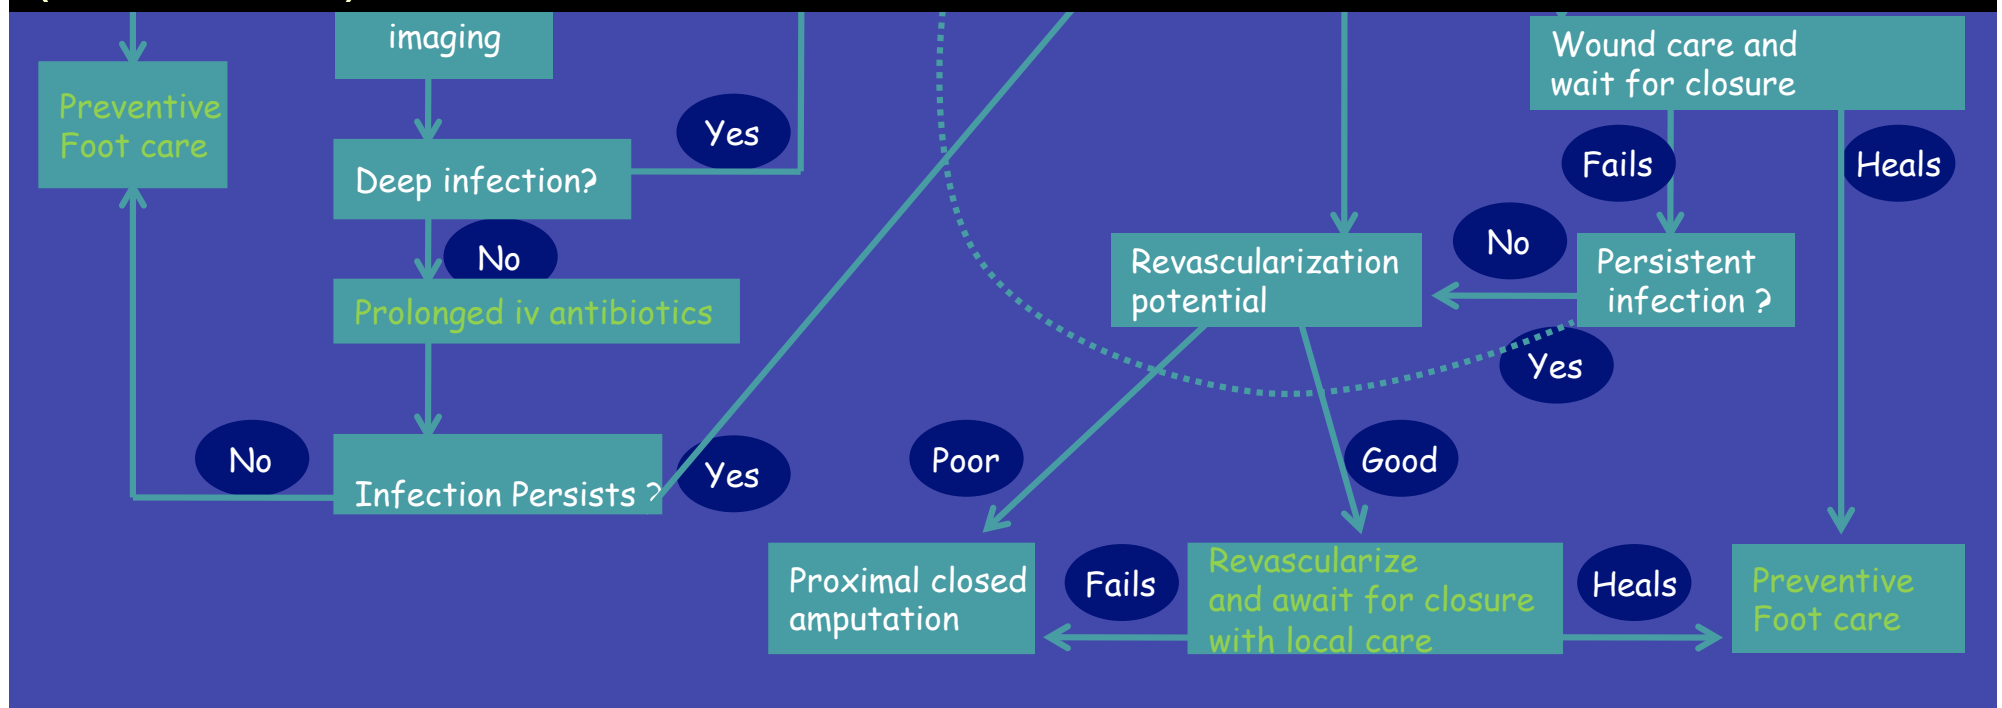 imaging
Wound care and
wait for closure
Preventive
Foot care
Yes
Deep infection?
Fails
Heals
No
No
Revascularization
potential
Persistent
infection ?
Prolonged iv antibiotics
Yes
No
Infection Persists ?
Yes
Poor
Good
Proximal closed
amputation
Fails
Revascularize
and await for closure
with local care
Heals
Preventive
Foot care